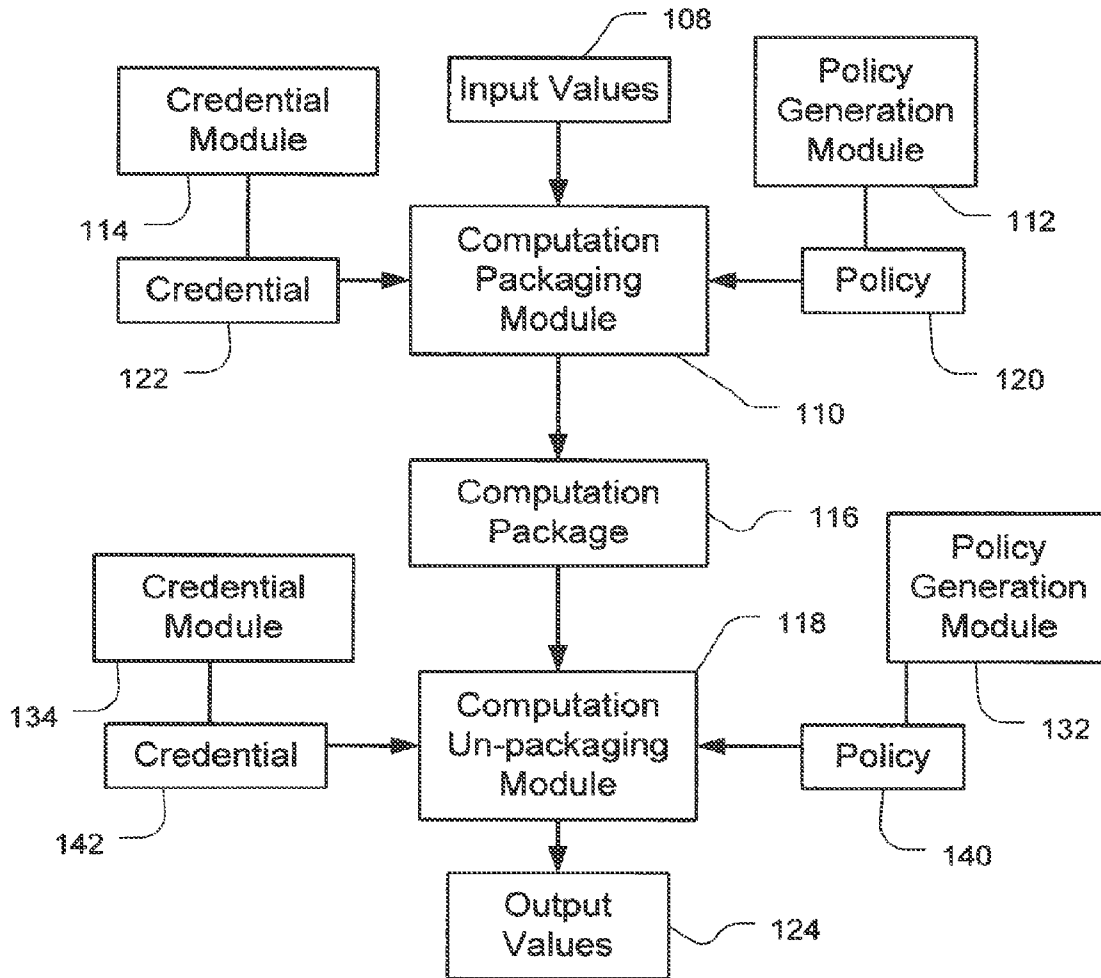 108
Credential
Module
Input Values
Policy
Generation
Module
114
112
Computation
Packaging
Module
Credential
Policy
122
120
110
Computation
Package
116
Credential
Module
Policy
Generation
Module
118
134
132
Computation
Un-packaging
Module
Credential
Policy
142
140
Output
Values
124